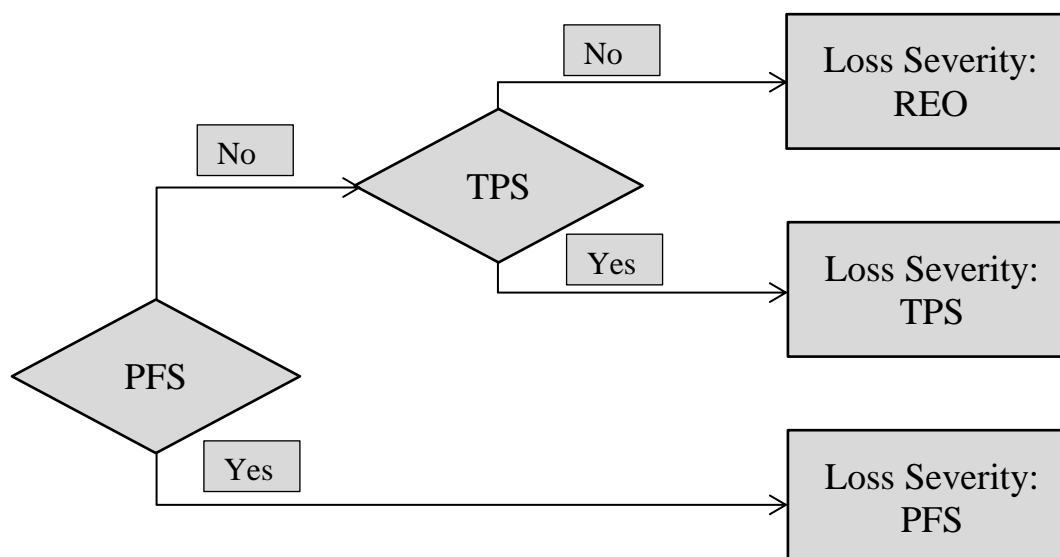 No
Loss Severity:
REO
No
TPS
Yes
Loss Severity:
TPS
PFS
Yes
Loss Severity:
PFS